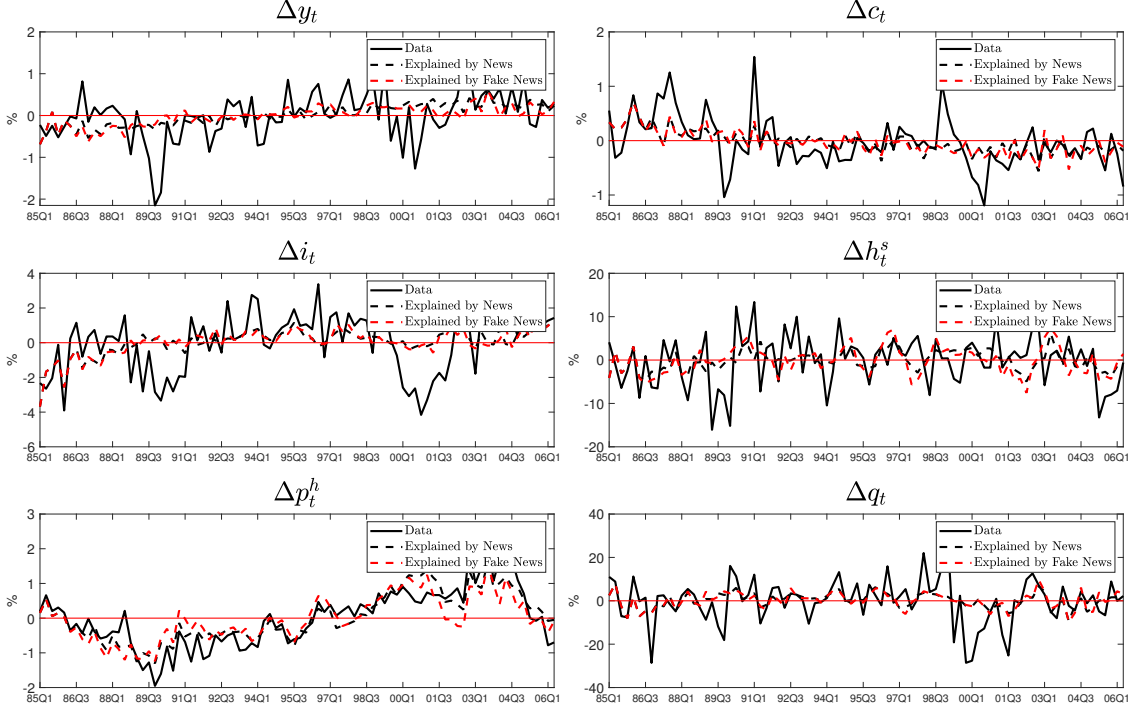 Δy_t
2
1
0
-1
-2
%
Data
Explained by News
Explained by Fake News
85Q1 86Q3 88Q1 89Q3 91Q1 92Q3 94Q1 95Q3 97Q1 98Q3 00Q1 01Q3 03Q1 04Q3 06Q1
Δc_t
2
1
0
-1
%
Data
Explained by News
Explained by Fake News
85Q1 86Q3 88Q1 89Q3 91Q1 92Q3 94Q1 95Q3 97Q1 98Q3 00Q1 01Q3 03Q1 04Q3 06Q1
Δi_t
4
2
0
-2
-4
-6
%
Data
Explained by News
Explained by Fake News
85Q1 86Q3 88Q1 89Q3 91Q1 92Q3 94Q1 95Q3 97Q1 98Q3 00Q1 01Q3 03Q1 04Q3 06Q1
Δh_t^s
20
10
0
-10
-20
%
Data
Explained by News
Explained by Fake News
85Q1 86Q3 88Q1 89Q3 91Q1 92Q3 94Q1 95Q3 97Q1 98Q3 00Q1 01Q3 03Q1 04Q3 06Q1
Δp_t^h
3
2
1
0
-1
-2
%
Data
Explained by News
Explained by Fake News
85Q1 86Q3 88Q1 89Q3 91Q1 92Q3 94Q1 95Q3 97Q1 98Q3 00Q1 01Q3 03Q1 04Q3 06Q1
Δq_t
40
20
0
-20
-40
%
Data
Explained by News
Explained by Fake News
85Q1 86Q3 88Q1 89Q3 91Q1 92Q3 94Q1 95Q3 97Q1 98Q3 00Q1 01Q3 03Q1 04Q3 06Q1